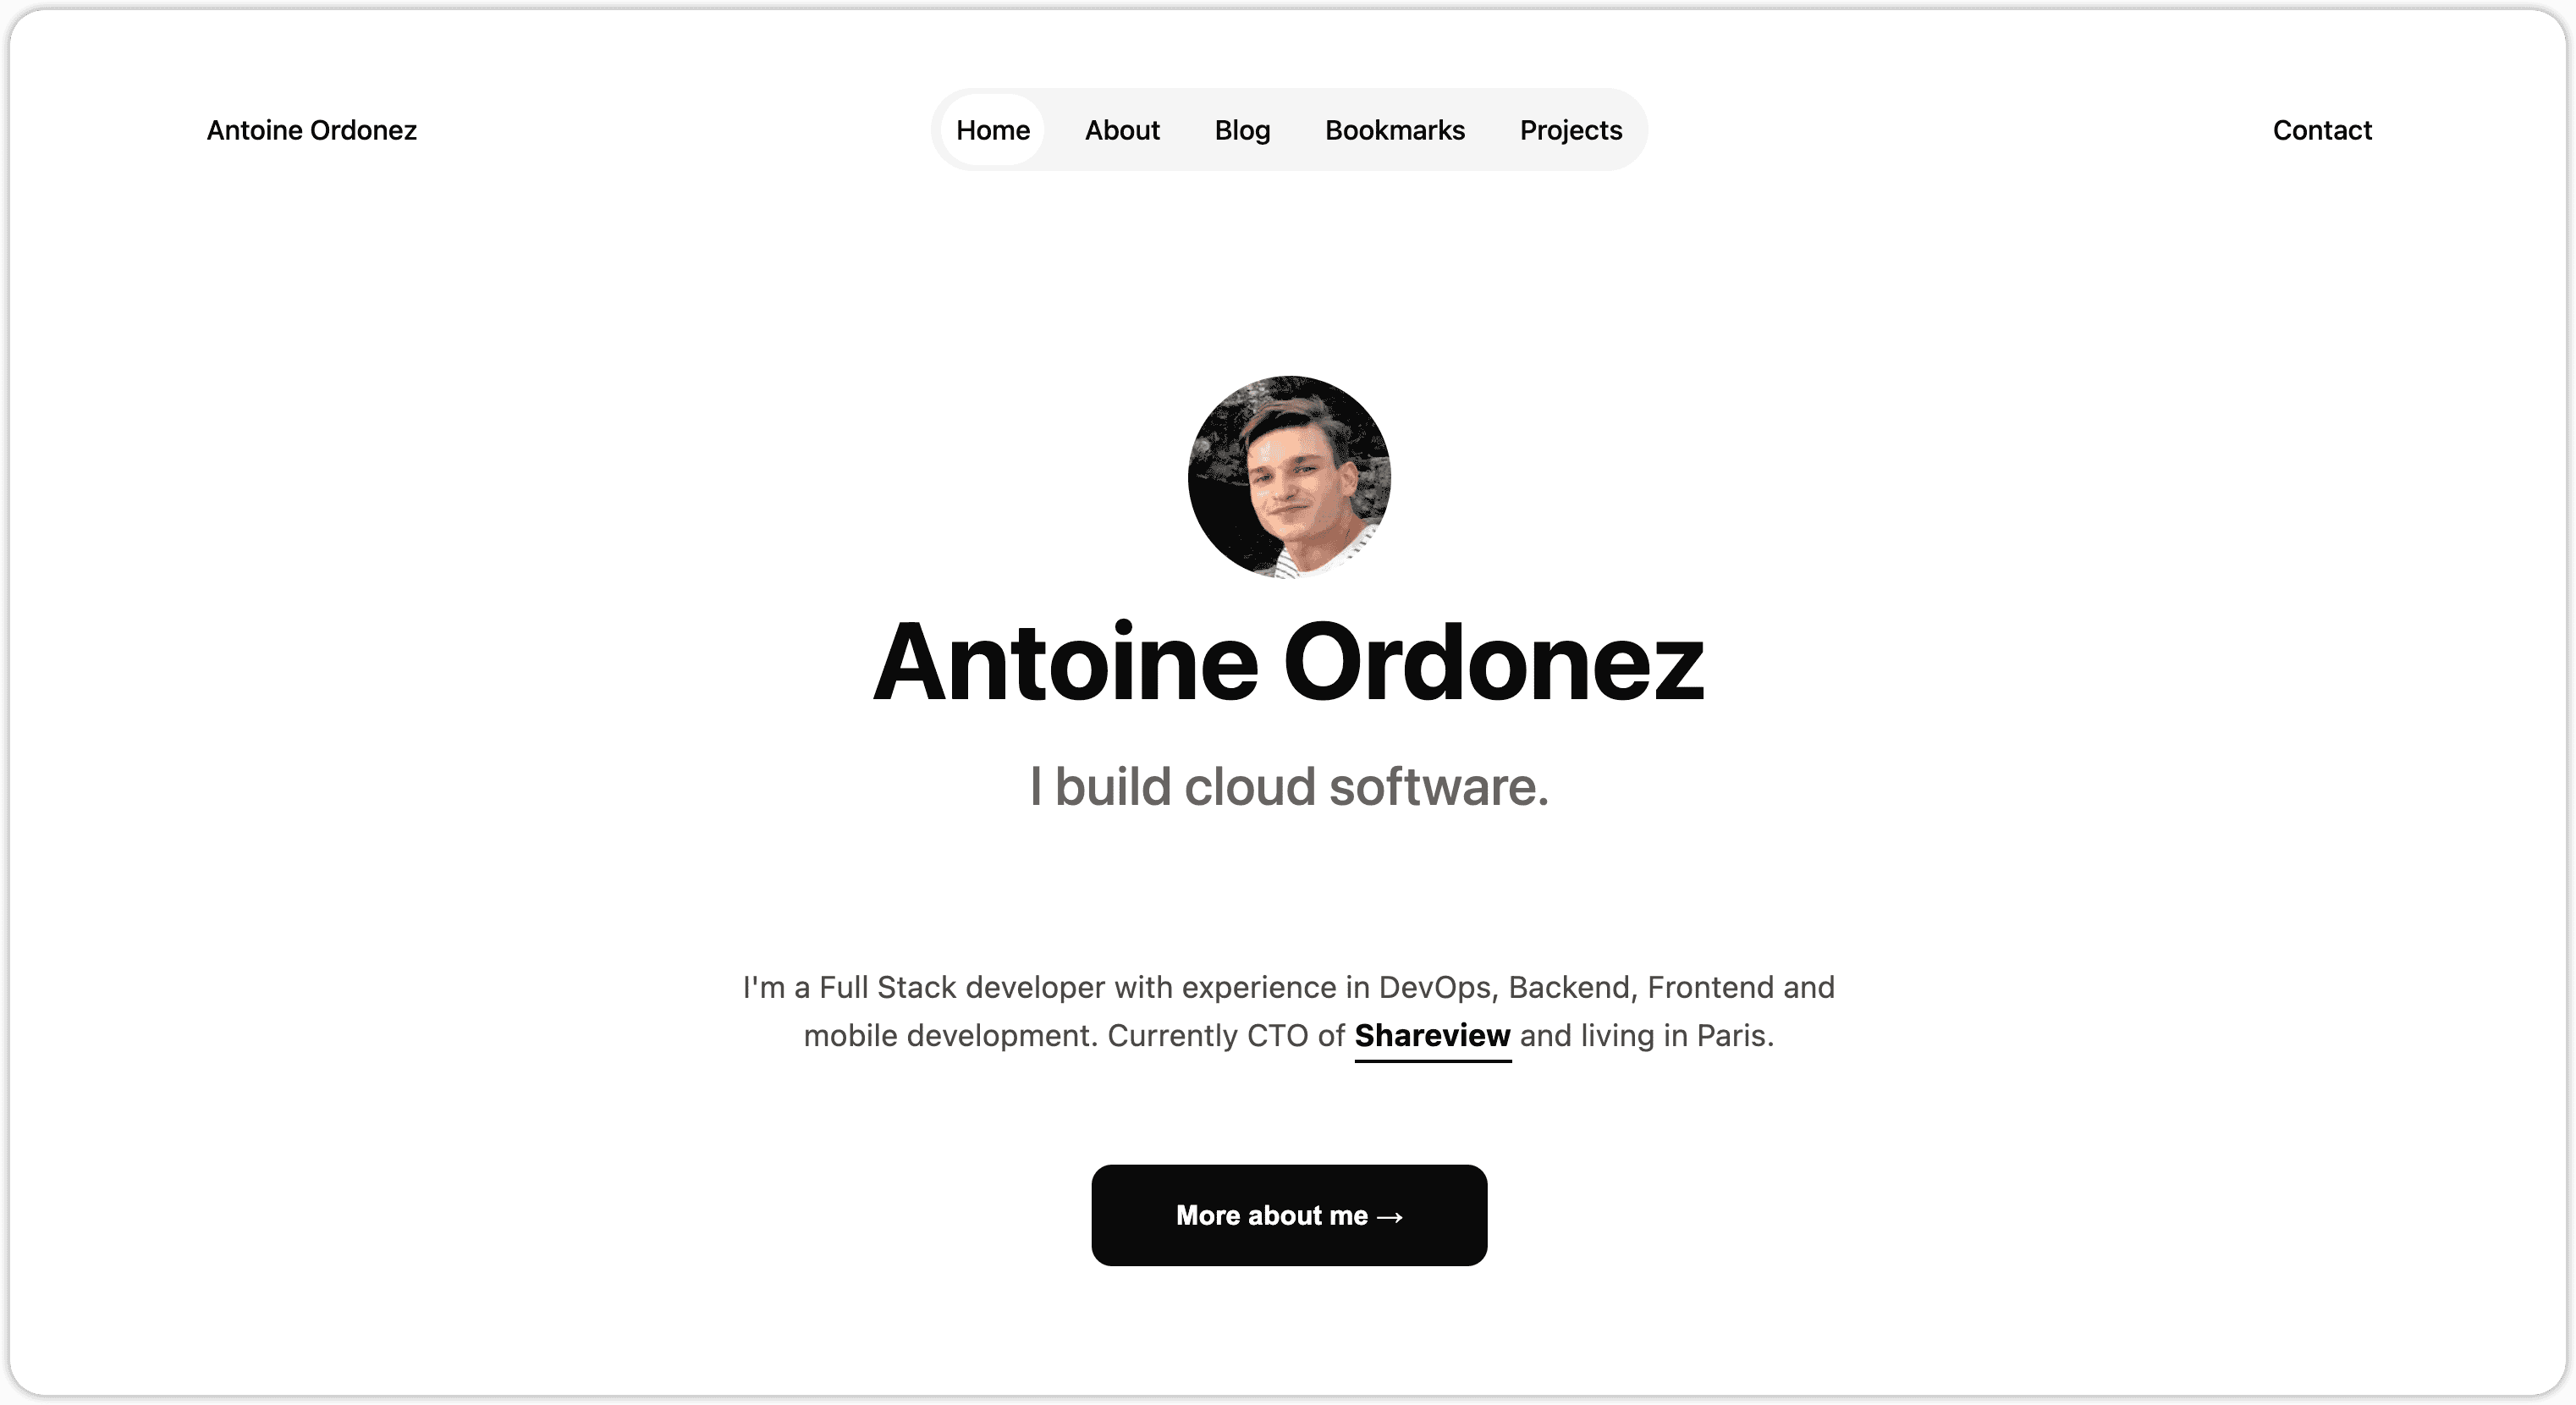 Antoine Ordonez
Home
About
Blog
Bookmarks
Projects
Contact
Antoine Ordonez
I build cloud software.
I'm a Full Stack developer with experience in DevOps, Backend, Frontend and
mobile development. Currently CTO of Shareview and living in Paris.
More about me →